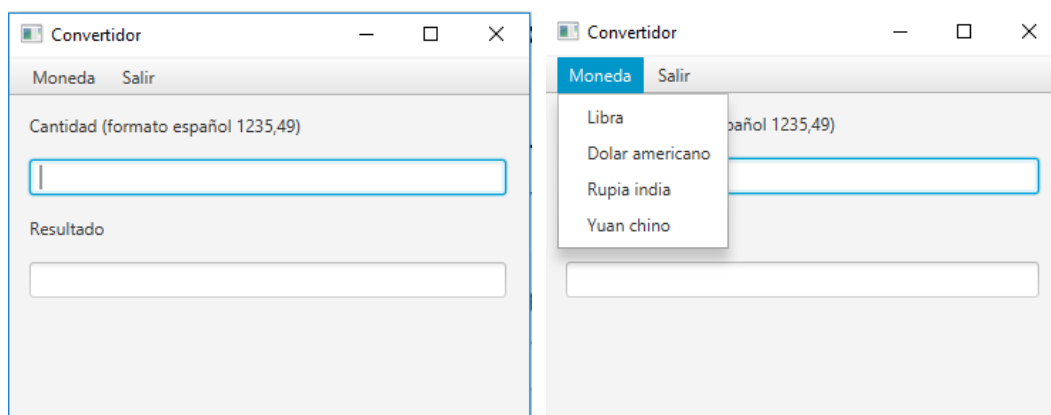 Convertidor
Moneda Salir
Cantidad (formato español 1235,49)
Resultado
Convertidor
Moneda Salir
Libra
pañol 1235,49)
Dolar americano
Rupia india
Yuan chino